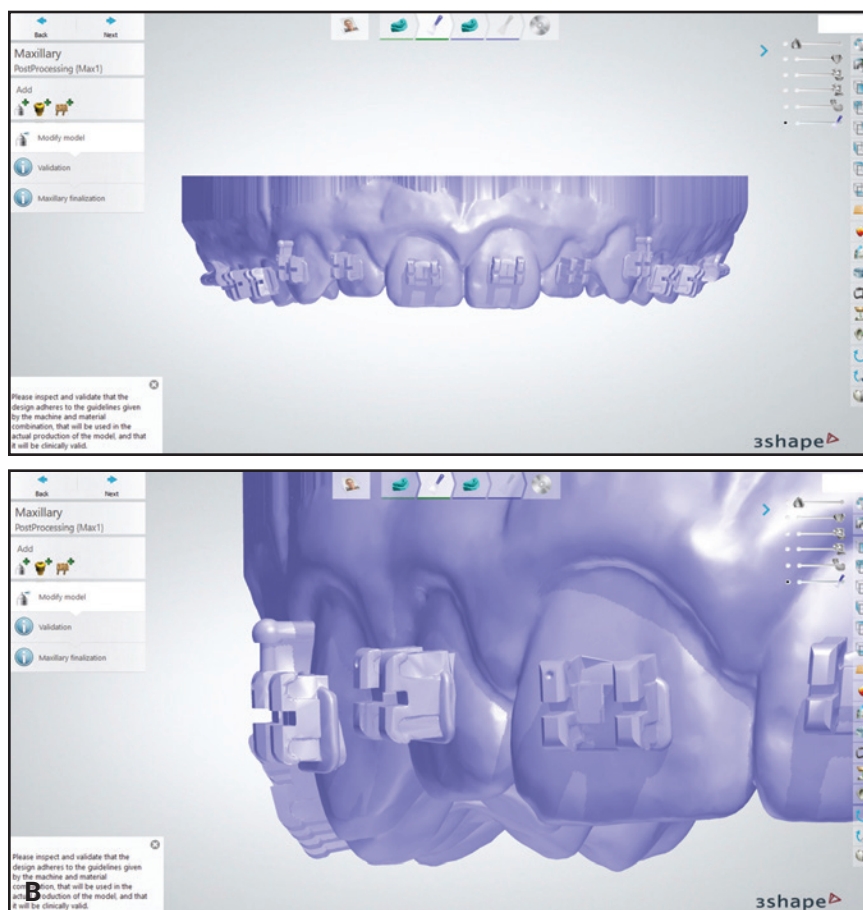 Back Next
Maxillary
PostProcessing (Max1)
Add
Modify model
Validation
Maxillary finalization
Please inspect and validate that the
design adheres to the guidelines given
by the machine and material
combination, that will be used in the
actual production of the model, and that
it will be clinically valid.
3shape
Back Next
Maxillary
PostProcessing (Max1)
Add
Modify model
Validation
Maxillary finalization
Please inspect and validate that the
design adheres to the guidelines given
by the machine and material
combination, that will be used in the
actual production of the model, and that
it will be clinically valid.
B
3shape